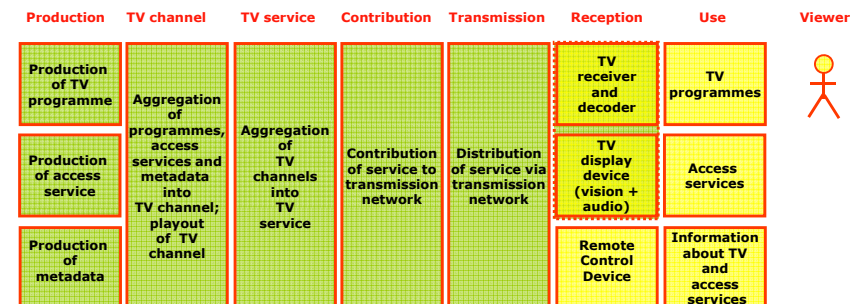 Production TV channel TV service Contribution Transmission Reception Use Viewer
Production
of TV
programme
Production
of access
service
Production
of
metadata
Aggregation
of
programmes,
access
services and
metadata
into
TV channel;
playout
of TV
channel
Aggregation
of
TV
channels
into
TV
service
Contribution
of service to
transmission
network
Distribution
of service via
transmission
network
TV
receiver
and
decoder
TV
display
device
(vision +
audio)
Remote
Control
Device
TV
programmes
Access
services
Information
about TV
and
access
services